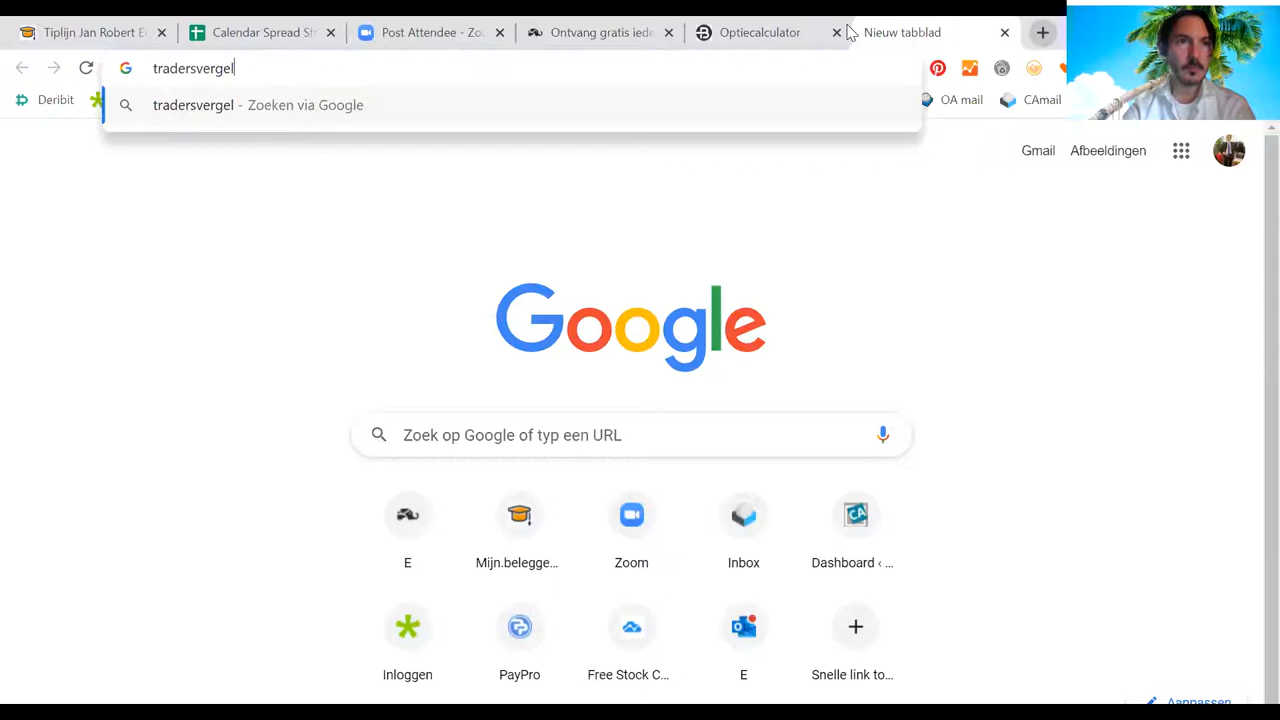 Tiplijn Jan Robert E
Calendar Spread St
Post Attendee - Zo
Ontvang gratis iede
Optiecalculator
Nieuw tabblad
tradersvergel
Deribit
tradersvergel - Zoeken via Google
OA mail
CAmail
Gmail
Afbeeldingen
Google
Zoek op Google of typ een URL
E
Mijn.belegge...
Zoom
Inbox
Dashboard ‹ ...
Inloggen
PayPro
Free Stock C...
E
Snelle link to...
Aanpassen